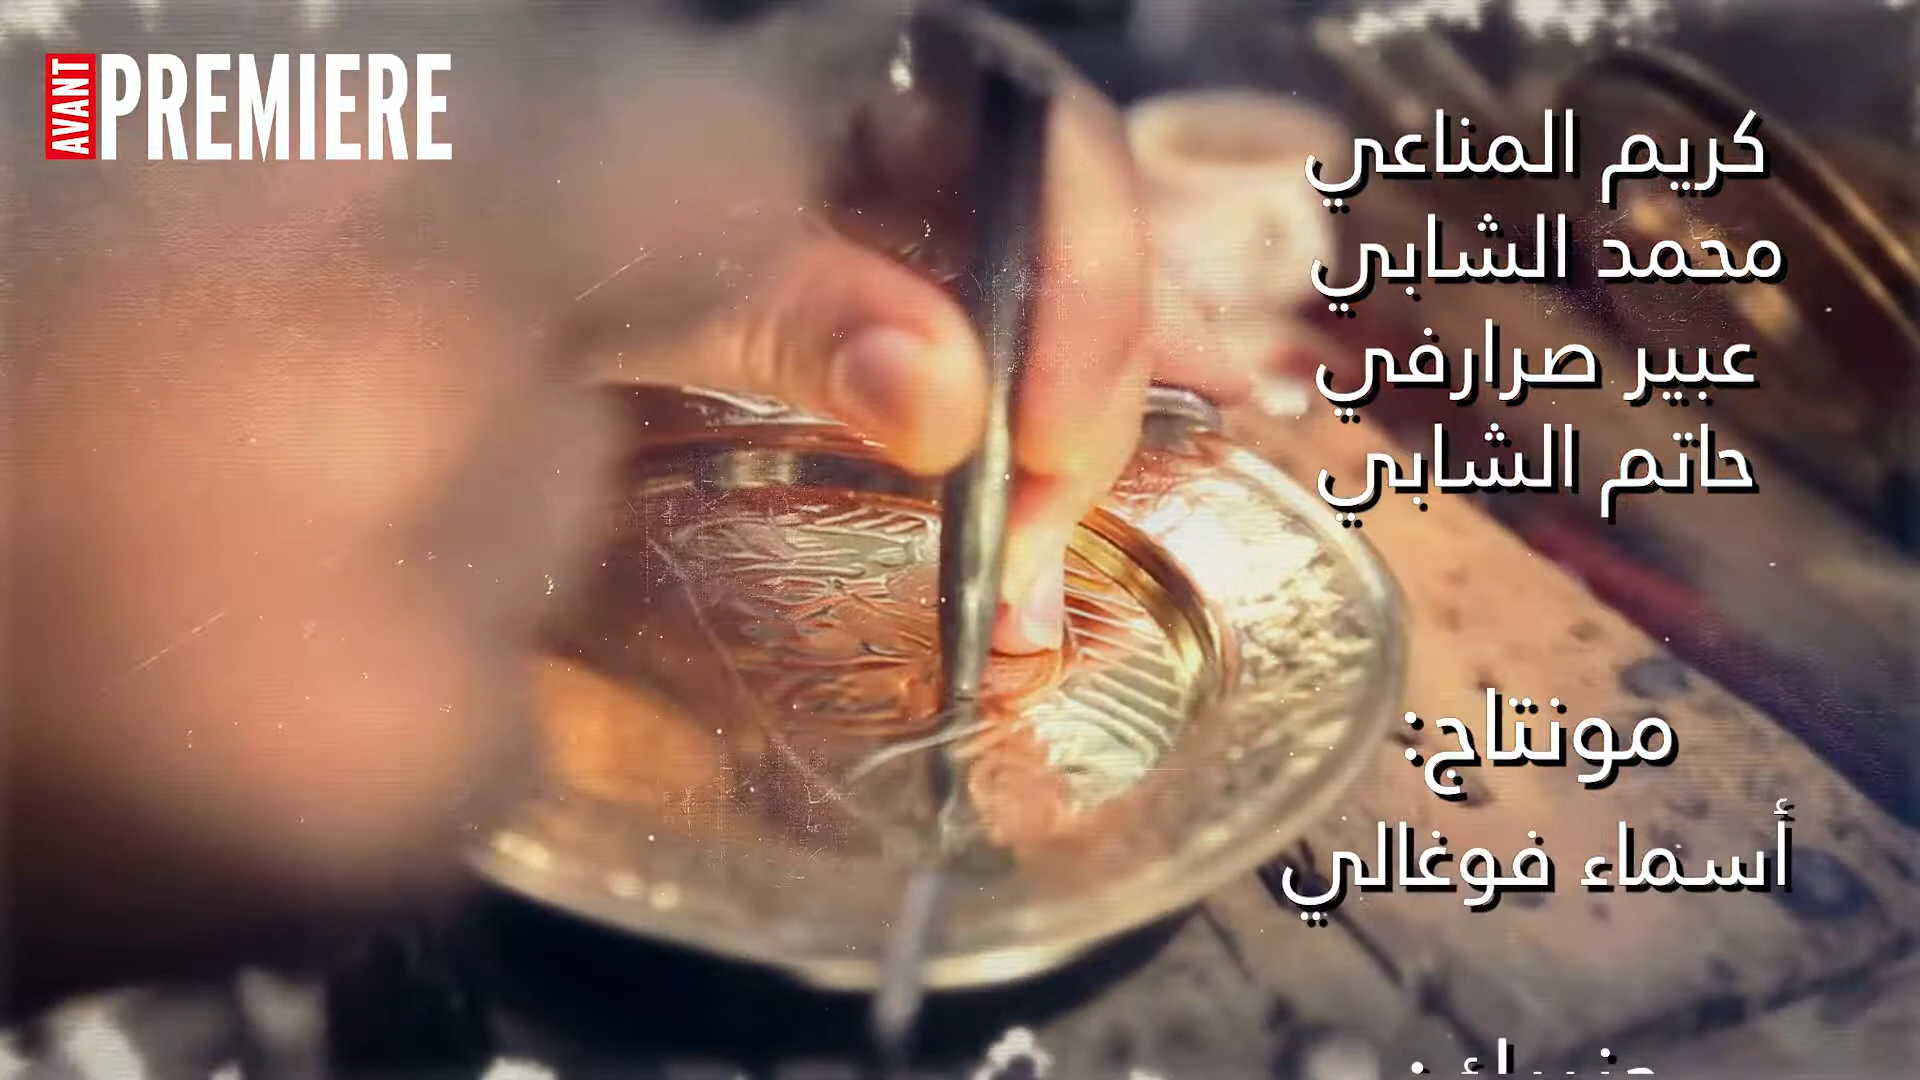 AVANT PREMIERE
كريم المناعي
محمد الشابي
عبير صرارفي
حاتم الشابي
مونتاج:
أسماء فوغالي